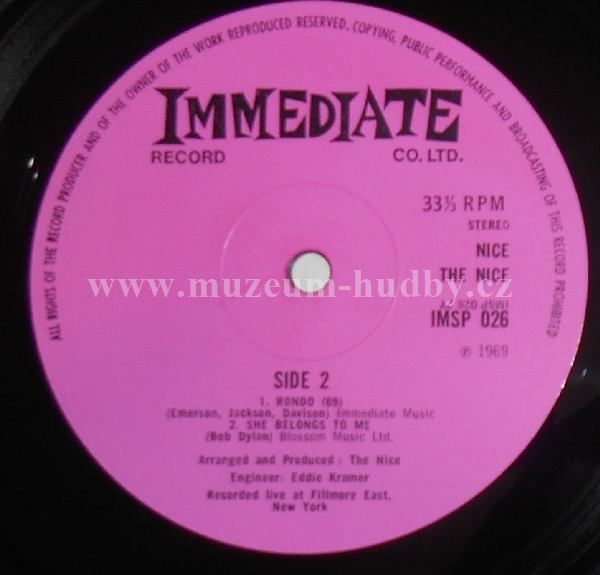 ALL RIGHTS OF THE RECORD PRODUCER AND OF THE OWNER OF THE WORK REPRODUCED RESERVED. COPYING, PUBLIC PERFORMANCE AND BROADCASTING OF THIS RECORD PROHIBITED
IMMEDIATE
RECORD CO. LTD.
33⅓ RPM
STEREO
NICE
THE NICE
www.muzeum-hudby.cz
IMSP 026
℗ 1969
SIDE 2
1. RONDO (69)
(Emerson, Jackson, Davison) Immediate Music
2. SHE BELONGS TO ME
(Bob Dylan) Blossom Music Ltd.
Arranged and Produced : The Nice
Engineer: Eddie Kramer
Recorded live at Fillmore East,
New York